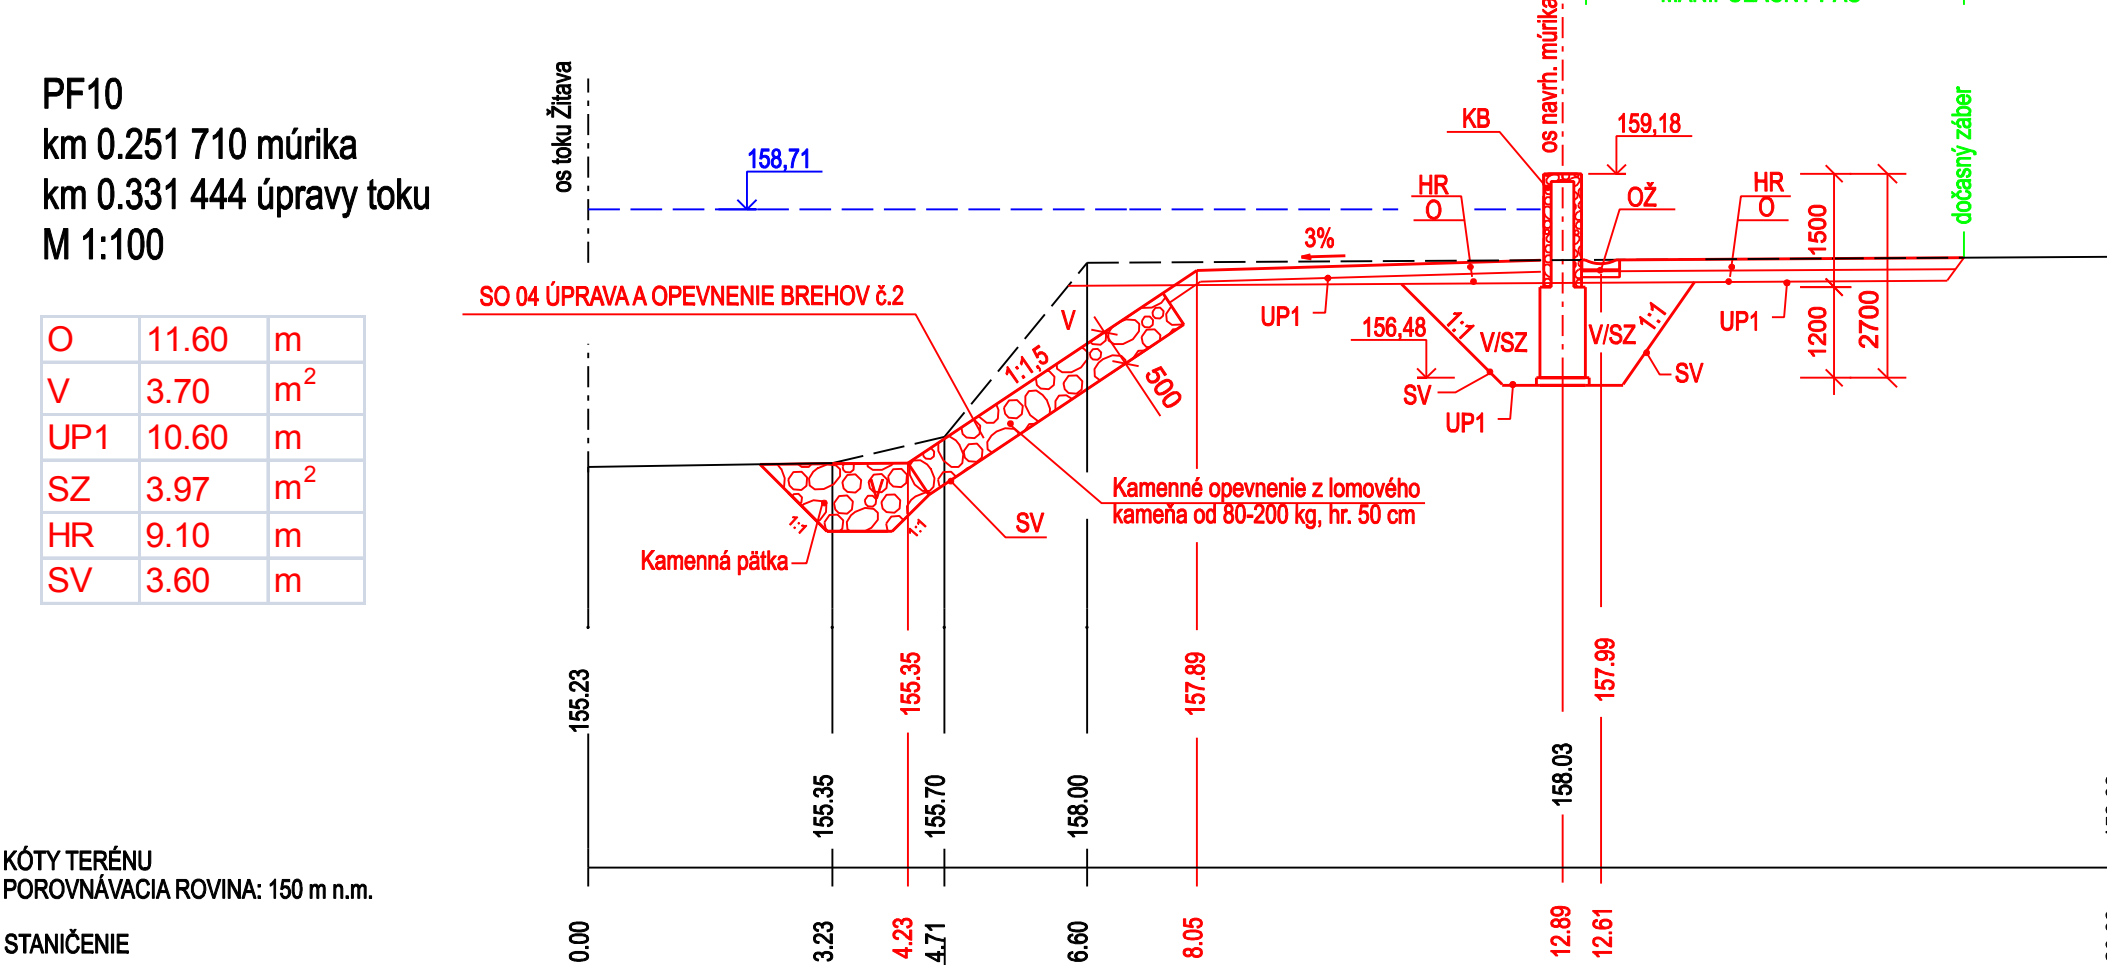 PF10
km 0.251 710 múrika
km 0.331 444 úpravy toku
M 1:100
O 11.60 m
V 3.70 m²
UP1 10.60 m
SZ 3.97 m²
HR 9.10 m
SV 3.60 m
os toku Žitava
158,71
os navrh. múrika
KB
159,18
HR
O
OŽ
HR
O
dočasný záber
3%
1500
1200
2700
SO 04 ÚPRAVA A OPEVNENIE BREHOV č.2
V
UP1
156,48
1:1
V/SZ
V/SZ
1:1
UP1
1:1,5
500
SV
SV
UP1
V
1:1
1:1
SV
Kamenné opevnenie z lomového
kameňa od 80-200 kg, hr. 50 cm
Kamenná pätka
155.23
155.35
155.35
155.70
158.00
157.89
158.03
157.99
KÓTY TERÉNU
POROVNÁVACIA ROVINA: 150 m n.m.
STANIČENIE
0.00
3.23
4.23
4.71
6.60
8.05
12.89
12.61